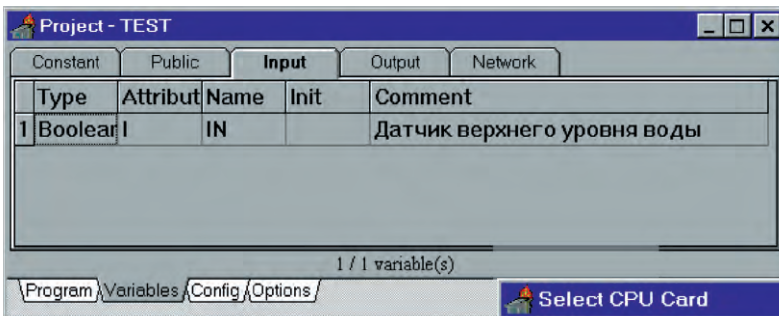 Project - TEST
Constant Public Input Output Network
Type Attribut Name Init Comment
1 Boolear I IN Датчик верхнего уровня воды
1 / 1 variable(s)
Program Variables Config Options
Select CPU Card